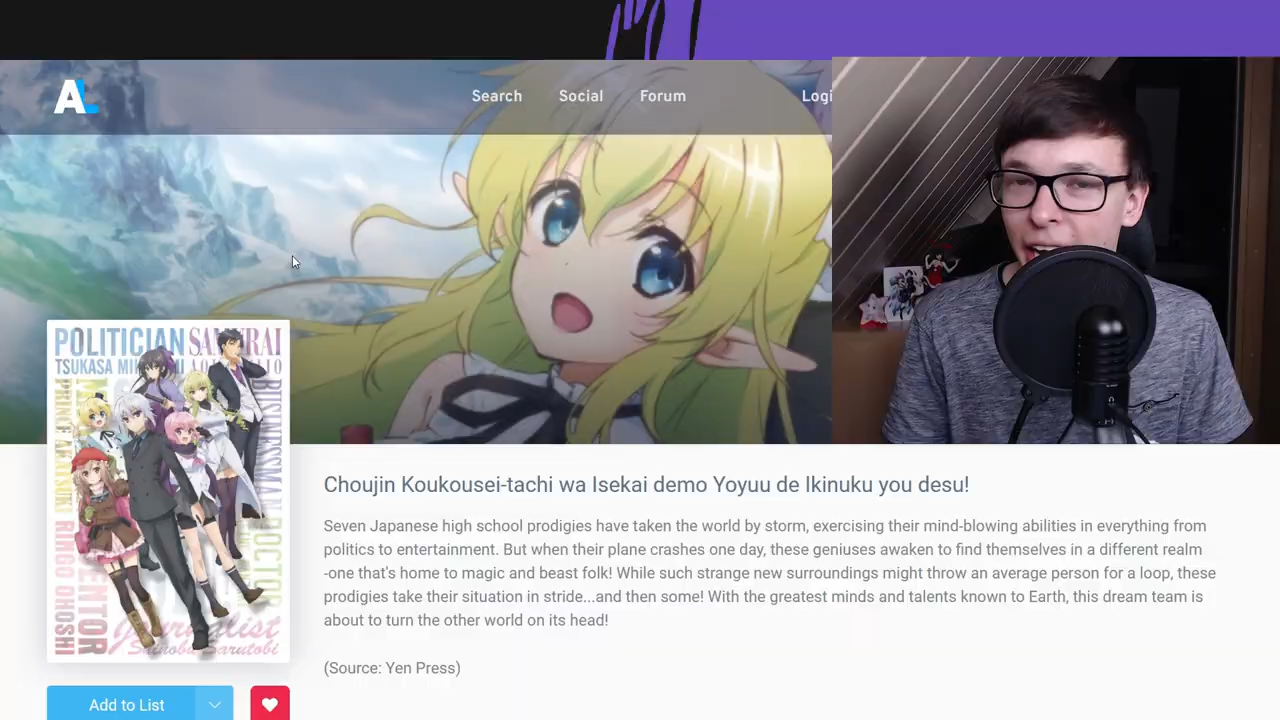 AL
Search
Social
Forum
Logi
POLITICIAN
SAMURAI
TSUKASA
PRINCE AKATSUKI
BUSINESSMAN
DOCTOR
RINGO OHOSHI
INVENTOR
Journalist
Shinobu Sarutobi
Choujin Koukousei-tachi wa Isekai demo Yoyuu de Ikinuku you desu!
Seven Japanese high school prodigies have taken the world by storm, exercising their mind-blowing abilities in everything from
politics to entertainment. But when their plane crashes one day, these geniuses awaken to find themselves in a different realm
-one that's home to magic and beast folk! While such strange new surroundings might throw an average person for a loop, these
prodigies take their situation in stride...and then some! With the greatest minds and talents known to Earth, this dream team is
about to turn the other world on its head!
(Source: Yen Press)
Add to List